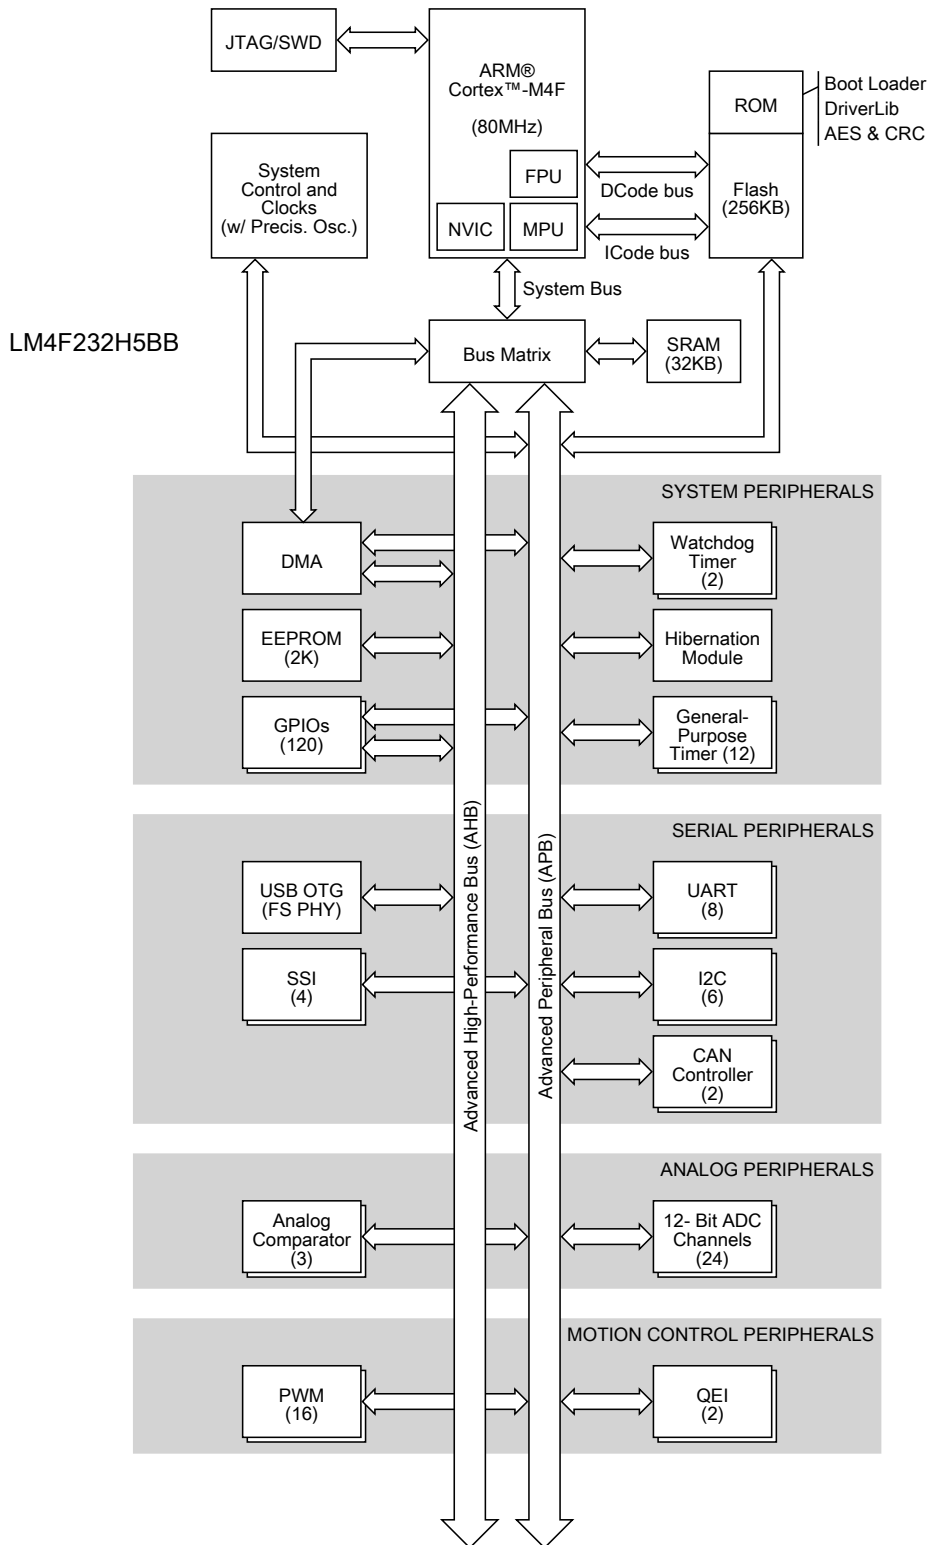 JTAG/SWD
ARM®
Cortex™-M4F
(80MHz)
ROM
Boot Loader
DriverLib
AES & CRC
System
Control and
Clocks
(w/ Precis. Osc.)
FPU
DCode bus
Flash
(256KB)
NVIC
MPU
ICode bus
System Bus
LM4F232H5BB
Bus Matrix
SRAM
(32KB)
SYSTEM PERIPHERALS
DMA
Watchdog
Timer
(2)
EEPROM
(2K)
Hibernation
Module
GPIOs
(120)
General-
Purpose
Timer (12)
Advanced High-Performance Bus (AHB)
Advanced Peripheral Bus (APB)
SERIAL PERIPHERALS
USB OTG
(FS PHY)
UART
(8)
SSI
(4)
I2C
(6)
CAN
Controller
(2)
ANALOG PERIPHERALS
Analog
Comparator
(3)
12- Bit ADC
Channels
(24)
MOTION CONTROL PERIPHERALS
PWM
(16)
QEI
(2)